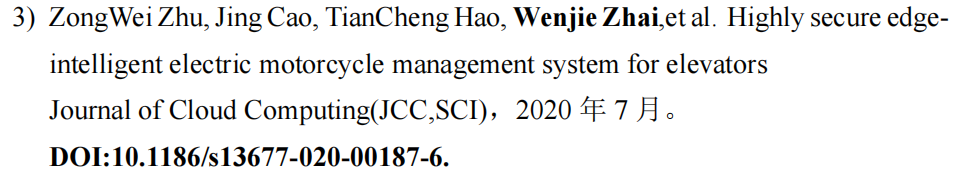 3) ZongWei Zhu, Jing Cao, TianCheng Hao, Wenjie Zhai,et al. Highly secure edge-
intelligent electric motorcycle management system for elevators
Journal of Cloud Computing(JCC,SCI)，2020 年 7 月。
DOI:10.1186/s13677-020-00187-6.